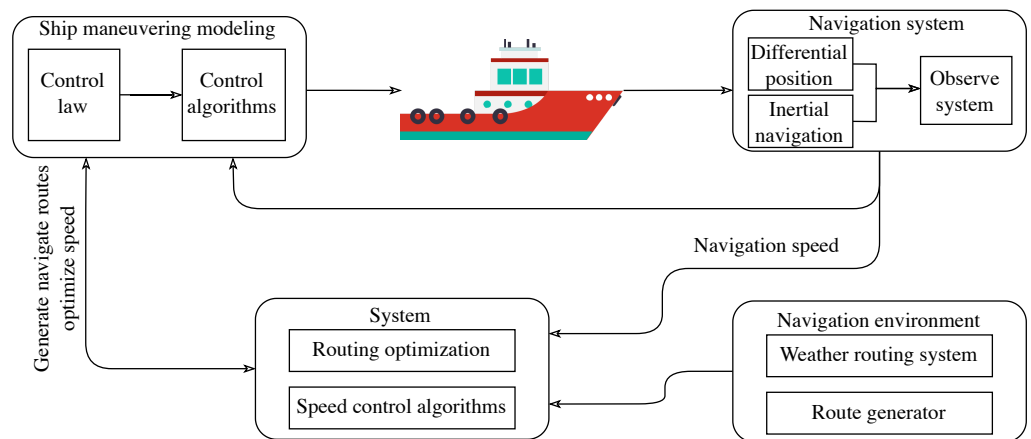 Ship maneuvering modeling
Control
law
Control
algorithms
Navigation system
Differential
position
Inertial
navigation
Observe
system
Generate navigate routes
optimize speed
Navigation speed
System
Routing optimization
Speed control algorithms
Navigation environment
Weather routing system
Route generator